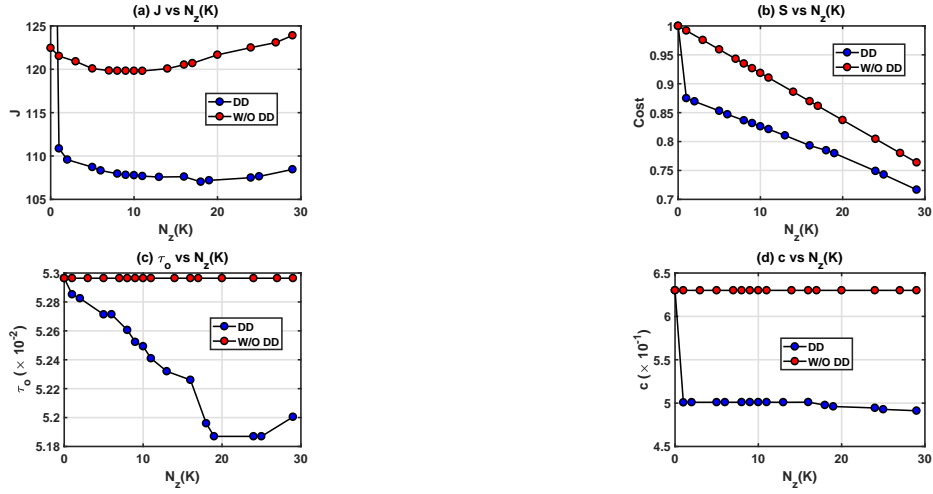 (a) J vs N_z(K)
125
120
115
110
105
J
0
10
20
30
N_z(K)
DD
W/O DD
(b) S vs N_z(K)
1
0.95
0.9
0.85
0.8
0.75
0.7
Cost
0
10
20
30
N_z(K)
DD
W/O DD
(c) τ_o vs N_z(K)
5.3
5.28
5.26
5.24
5.22
5.2
5.18
τ_o (× 10^-2)
0
10
20
30
N_z(K)
DD
W/O DD
(d) c vs N_z(K)
6.5
6
5.5
5
4.5
c (× 10^-1)
0
10
20
30
N_z(K)
DD
W/O DD